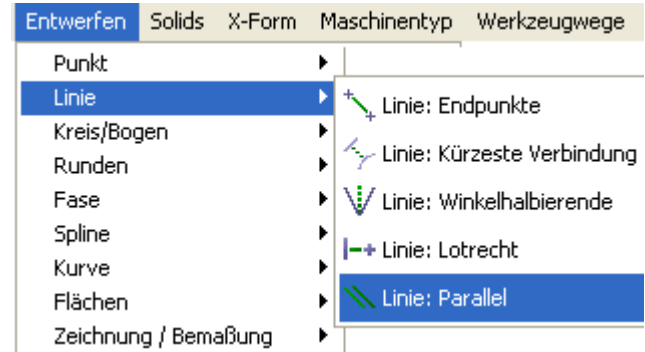 Entwerfen Solids X-Form Maschinentyp Werkzeugwege
Punkt
Linie
Kreis/Bogen
Runden
Fase
Spline
Kurve
Flächen
Zeichnung / Bemaßung
Linie: Endpunkte
Linie: Kürzeste Verbindung
Linie: Winkelhalbierende
Linie: Lotrecht
Linie: Parallel